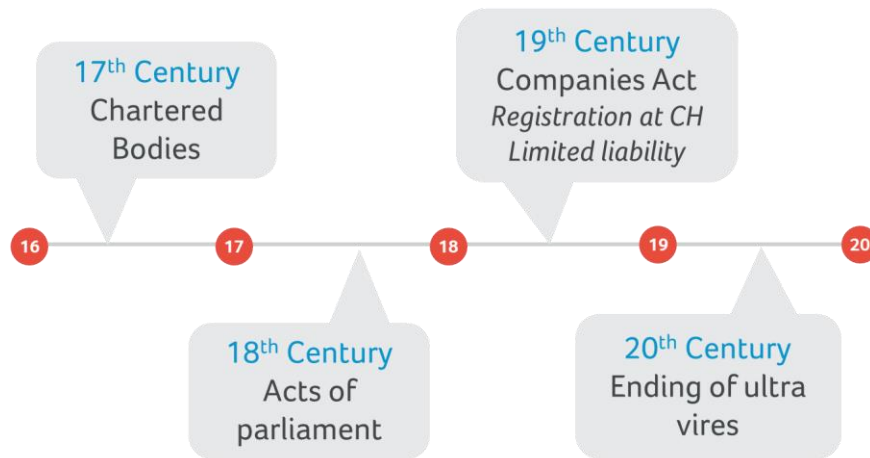 17th Century
Chartered
Bodies
19th Century
Companies Act
Registration at CH
Limited liability
16
17
18
19
20
18th Century
Acts of
parliament
20th Century
Ending of ultra
vires